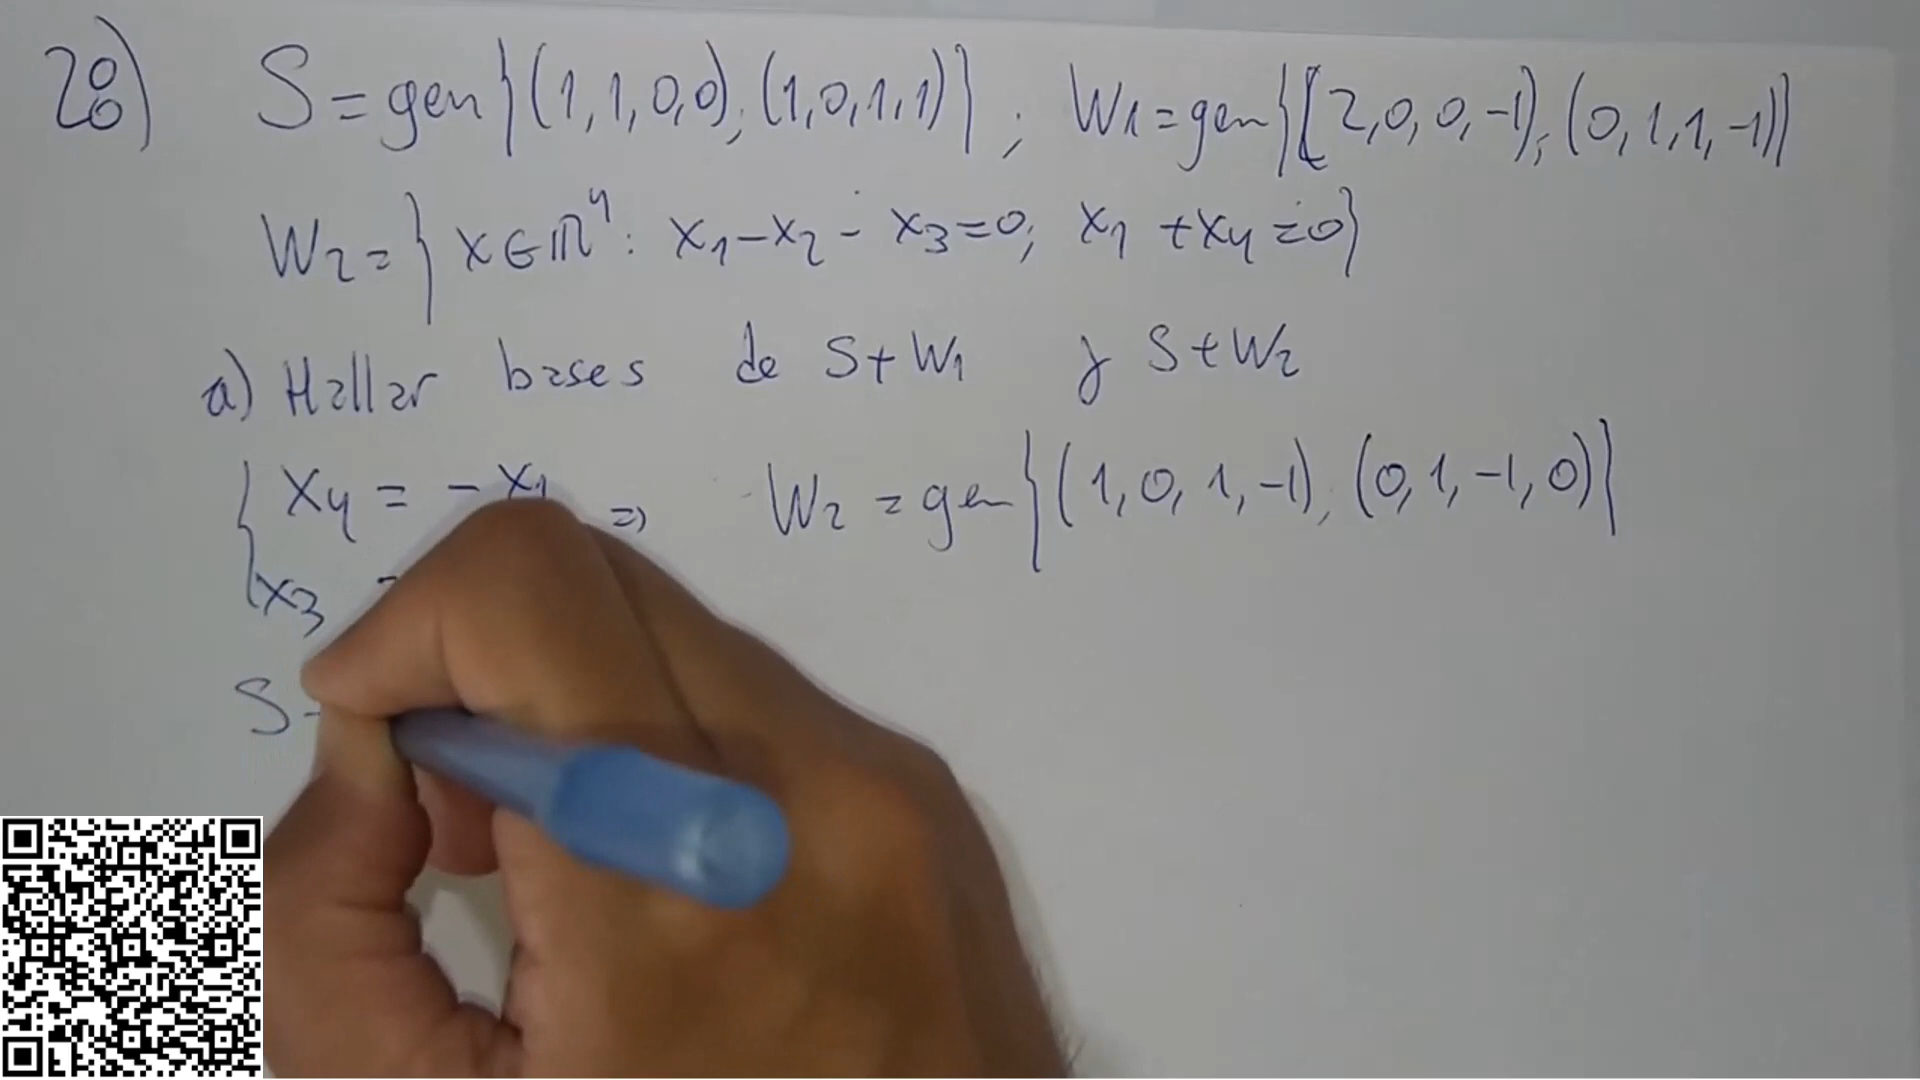 20) S = gen{(1,1,0,0),(1,0,1,1)}; W1 = gen{(2,0,0,-1),(0,1,1,-1)}
W2 = {x ∈ ℝ⁴: x1 - x2 - x3 = 0; x1 + x4 = 0}
a) Hallar bases de S+W1 y S+W2
{ x4 = - x1 => W2 = gen{(1,0,1,-1),(0,1,-1,0)}
x3 =
S